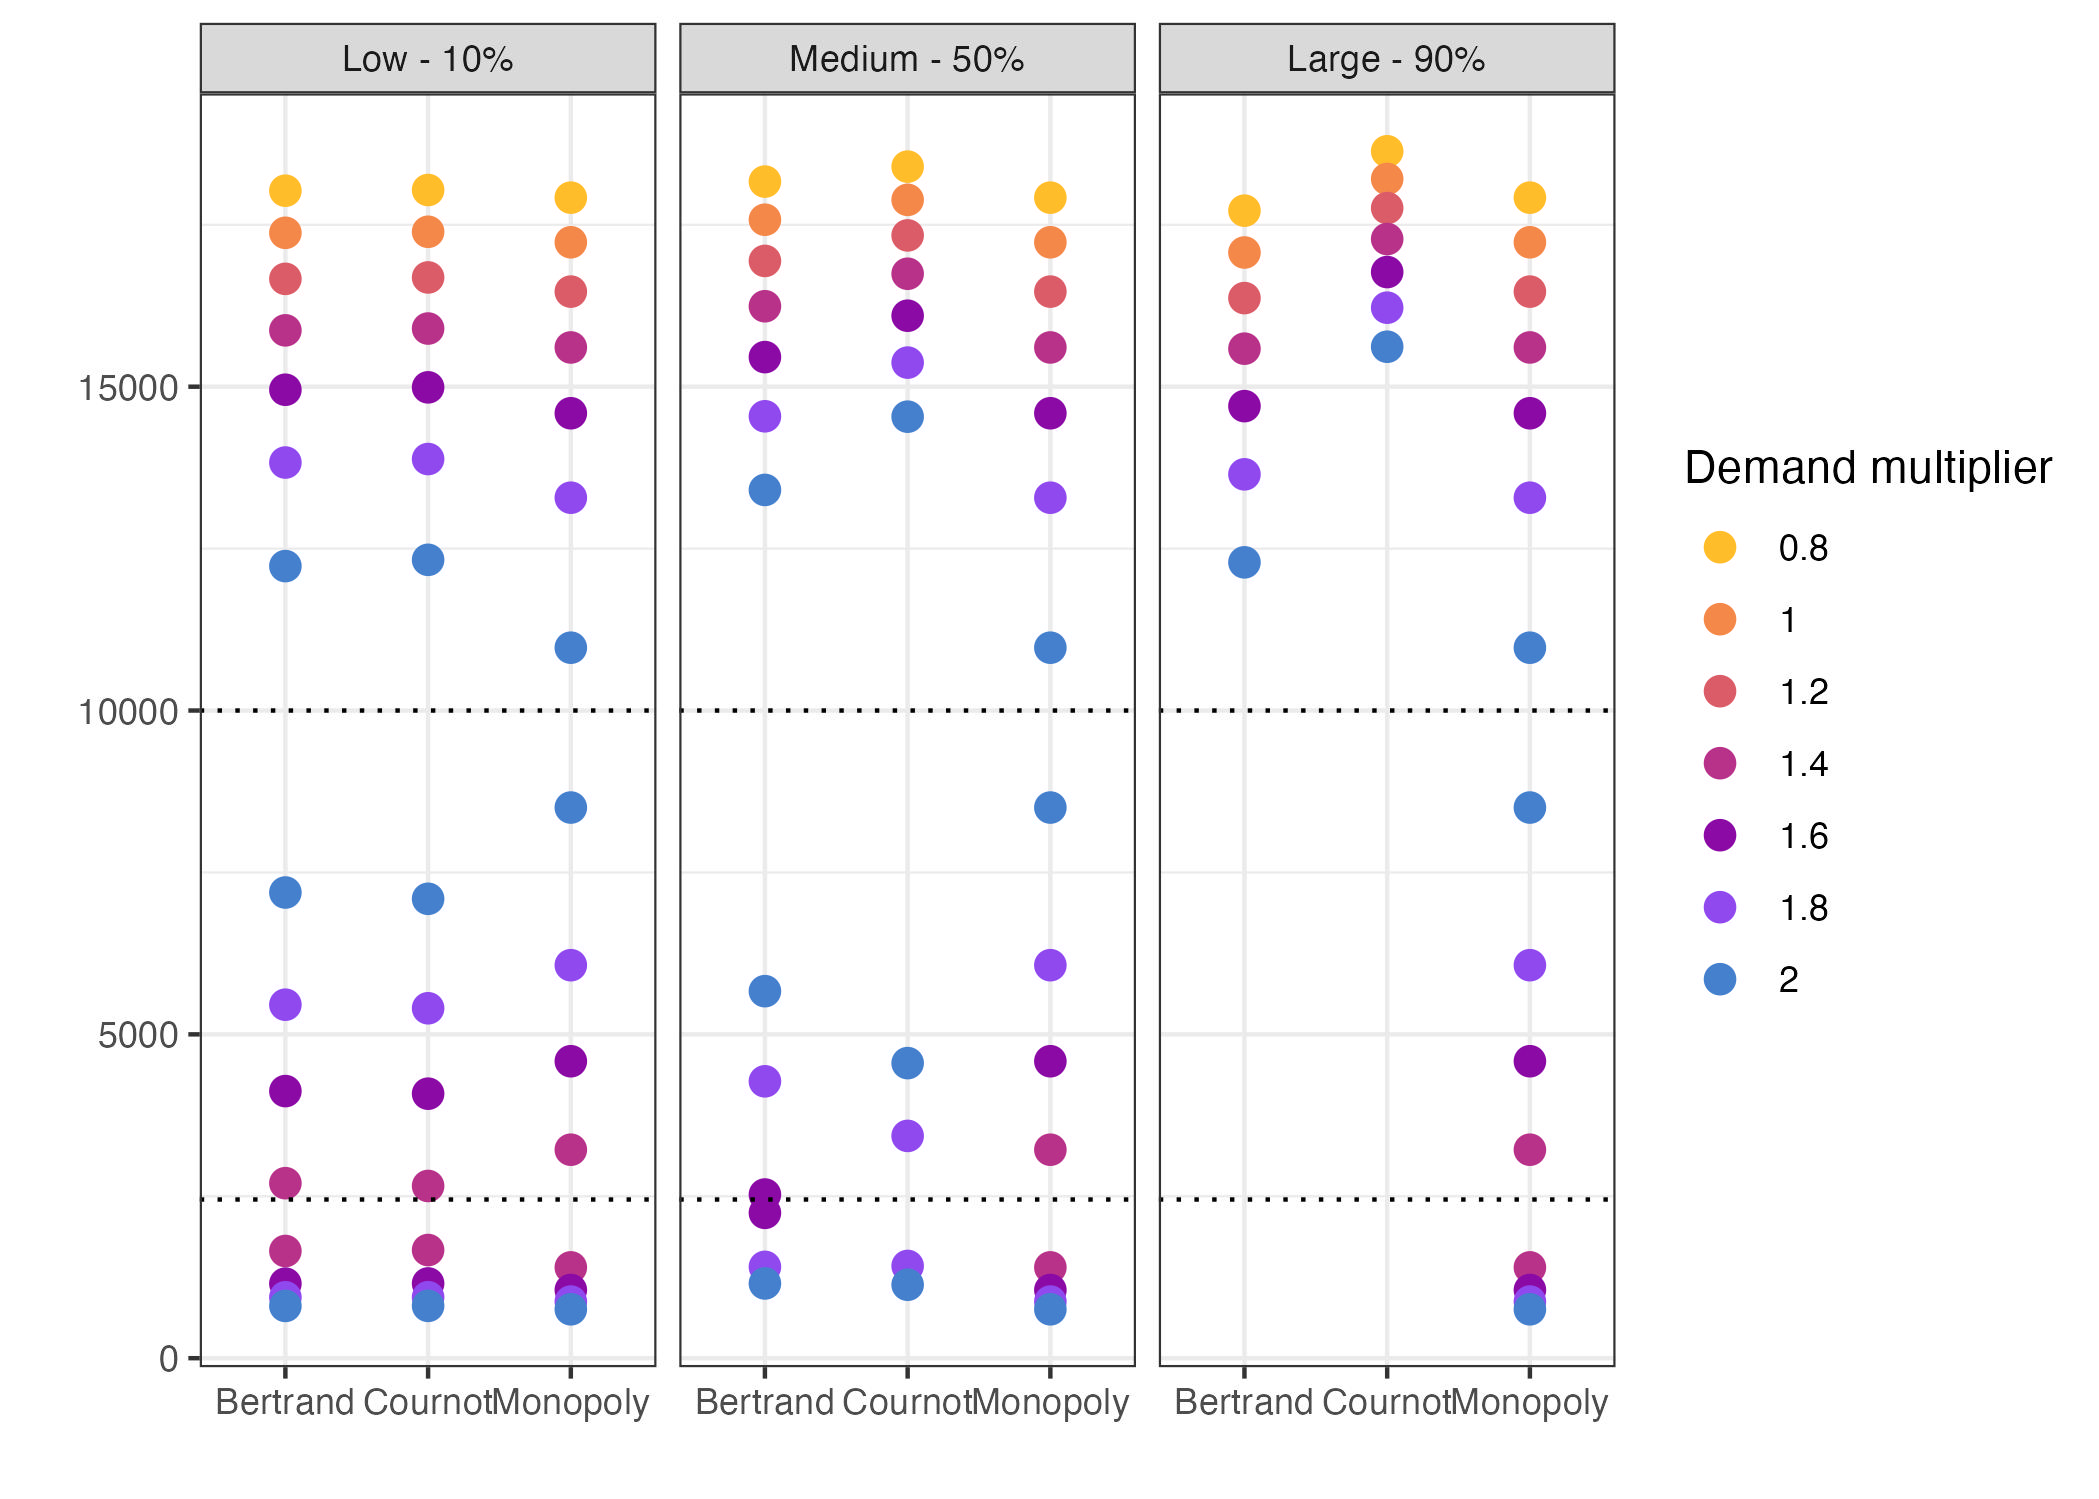 Low - 10%
Medium - 50%
Large - 90%
15000
10000
5000
0
Bertrand Cournot Monopoly
Bertrand Cournot Monopoly
Bertrand Cournot Monopoly
Demand multiplier
0.8
1
1.2
1.4
1.6
1.8
2